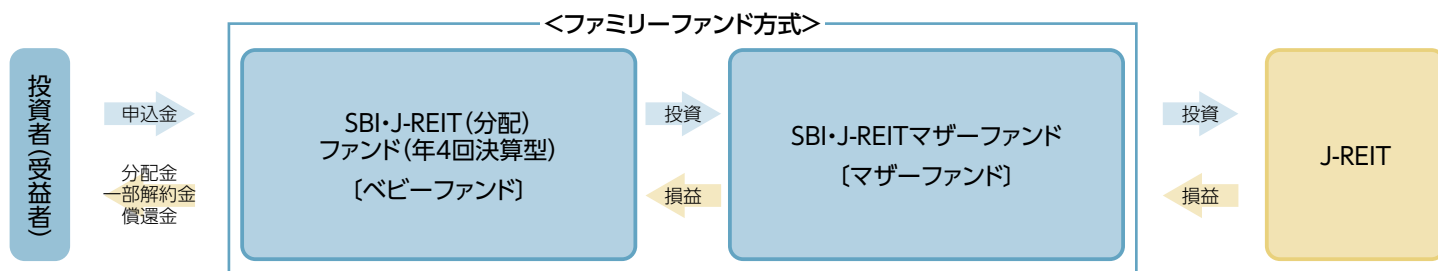 <ファミリーファンド方式>
投資者(受益者)
申込金
分配金
一部解約金
償還金
SBI・J-REIT(分配)
ファンド(年4回決算型)
〔ベビーファンド〕
投資
損益
SBI・J-REITマザーファンド
〔マザーファンド〕
投資
損益
J-REIT